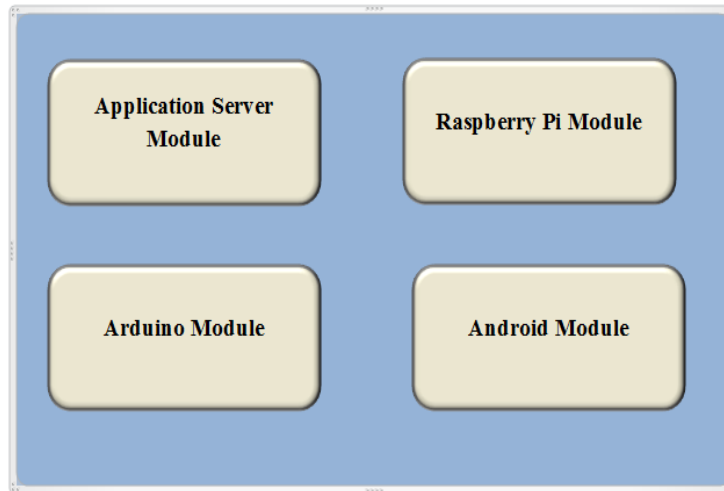 Application Server
Module
Raspberry Pi Module
Arduino Module
Android Module